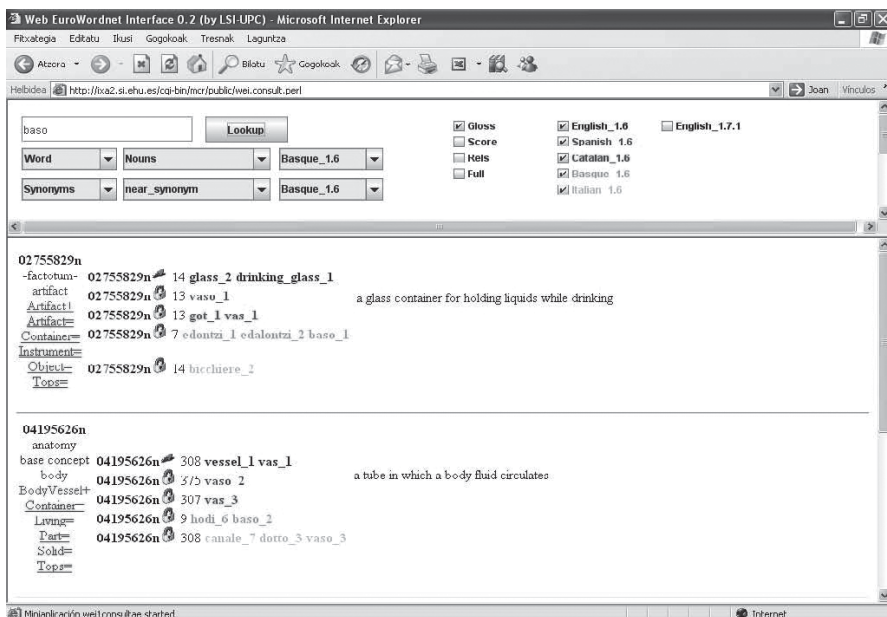 Web EuroWordnet Interface 0.2 (by LSI-UPC) - Microsoft Internet Explorer
Fitxategia Editatu Ikusi Gogokoak Tresnak Laguntza
Atzera Bilatu Gogokoak
Helbidea http://ixa2.si.ehu.es/cgi-bin/mcr/public/wei.consult.perl Joan Vínculos
baso Lookup Gloss English_1.6 English_1.7.1
Score Spanish_1.6
Word Nouns Basque_1.6 Rels Catalan_1.6
Full Basque_1.6
Synonyms near_synonym Basque_1.6 Italian_1.6
02755829n
-factotum- 02755829n 14 glass_2 drinking_glass_1
artifact 02755829n 13 vaso_1 a glass container for holding liquids while drinking
Artifact+ 02755829n 13 got_1 vas_1
Artifact=
Container= 02755829n 7 edontzi_1 edalontzi_2 baso_1
Instrument=
Object= 02755829n 14 bicchiere_2
Tops=
04195626n
anatomy
base concept 04195626n 308 vessel_1 vas_1
body 04195626n 375 vaso_2 a tube in which a body fluid circulates
BodyVessel+
Container= 04195626n 307 vas_3
Living= 04195626n 9 hodi_6 baso_2
Part= 04195626n 308 canale_7 dotto_3 vaso_3
Solid=
Tops=
Miniaplicación wei1consultae started Internet